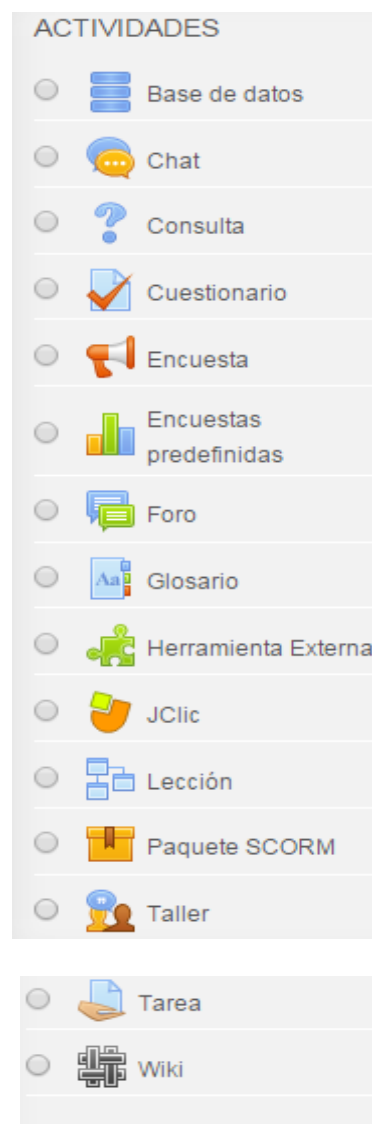 ACTIVIDADES
Base de datos
Chat
Consulta
Cuestionario
Encuesta
Encuestas
predefinidas
Foro
Glosario
Herramienta Externa
JClic
Lección
Paquete SCORM
Taller
Tarea
Wiki